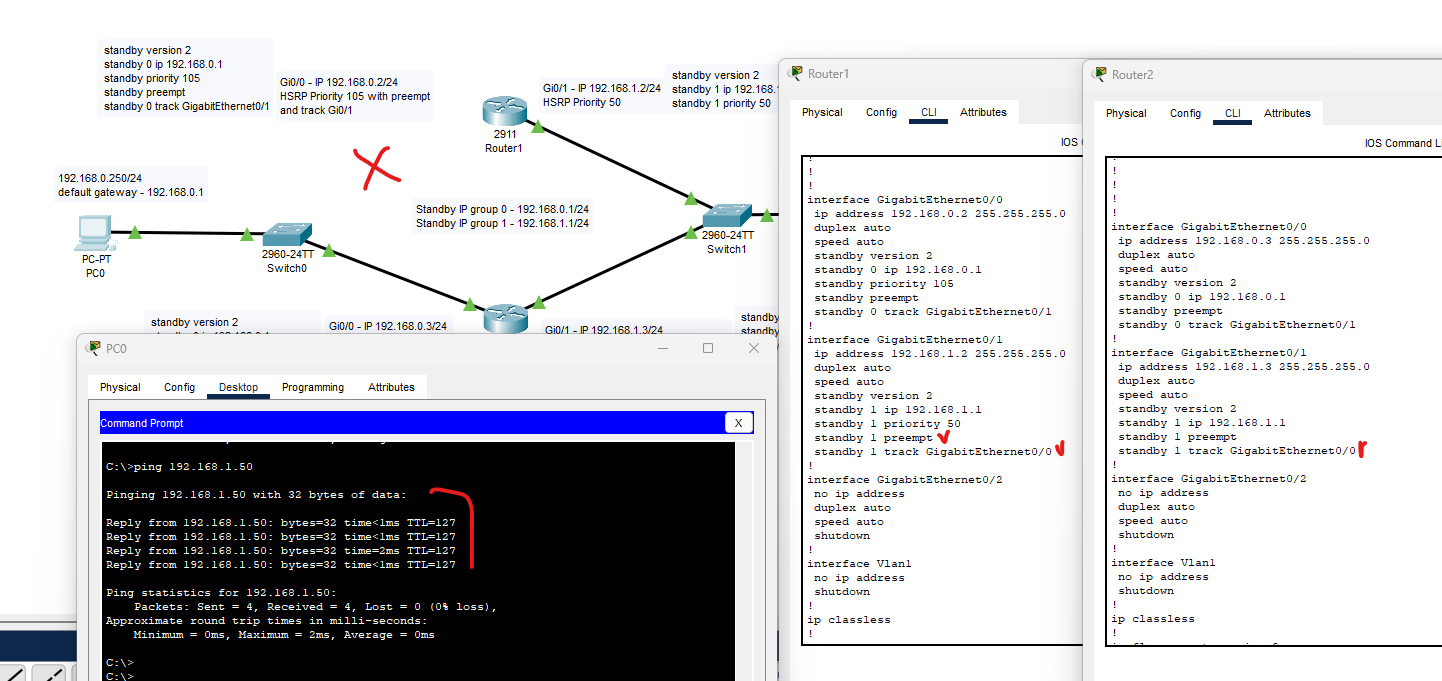 standby version 2
standby 0 ip 192.168.0.1
standby priority 105
standby preempt
standby 0 track GigabitEthernet0/1
Gi0/0 - IP 192.168.0.2/24
HSRP Priority 105 with preempt
and track Gi0/1
Gi0/1 - IP 192.168.1.2/24
HSRP Priority 50
standby version 2
standby 1 ip 192.168.
standby 1 priority 50
2911
Router1
192.168.0.250/24
default gateway - 192.168.0.1
Standby IP group 0 - 192.168.0.1/24
Standby IP group 1 - 192.168.1.1/24
PC-PT
PC0
2960-24TT
Switch0
2960-24TT
Switch1
standby version 2
Gi0/0 - IP 192.168.0.3/24
Gi0/1 - IP 192.168.1.3/24
standby
standby
PC0
Physical Config Desktop Programming Attributes
Command Prompt
X
C:\>ping 192.168.1.50
Pinging 192.168.1.50 with 32 bytes of data:
Reply from 192.168.1.50: bytes=32 time<1ms TTL=127
Reply from 192.168.1.50: bytes=32 time<1ms TTL=127
Reply from 192.168.1.50: bytes=32 time=2ms TTL=127
Reply from 192.168.1.50: bytes=32 time<1ms TTL=127
Ping statistics for 192.168.1.50:
Packets: Sent = 4, Received = 4, Lost = 0 (0% loss),
Approximate round trip times in milli-seconds:
Minimum = 0ms, Maximum = 2ms, Average = 0ms
C:\>
C:\>
Router1
Physical Config CLI Attributes
IOS
!
!
!
interface GigabitEthernet0/0
ip address 192.168.0.2 255.255.255.0
duplex auto
speed auto
standby version 2
standby 0 ip 192.168.0.1
standby priority 105
standby preempt
standby 0 track GigabitEthernet0/1
!
interface GigabitEthernet0/1
ip address 192.168.1.2 255.255.255.0
duplex auto
speed auto
standby version 2
standby 1 ip 192.168.1.1
standby 1 priority 50
standby 1 preempt
standby 1 track GigabitEthernet0/0
!
interface GigabitEthernet0/2
no ip address
duplex auto
speed auto
shutdown
!
interface Vlan1
no ip address
shutdown
!
ip classless
!
Router2
Physical Config CLI Attributes
IOS Command L
!
!
!
!
interface GigabitEthernet0/0
ip address 192.168.0.3 255.255.255.0
duplex auto
speed auto
standby version 2
standby 0 ip 192.168.0.1
standby preempt
standby 0 track GigabitEthernet0/1
!
interface GigabitEthernet0/1
ip address 192.168.1.3 255.255.255.0
duplex auto
speed auto
standby version 2
standby 1 ip 192.168.1.1
standby 1 preempt
standby 1 track GigabitEthernet0/0
!
interface GigabitEthernet0/2
no ip address
duplex auto
speed auto
shutdown
!
interface Vlan1
no ip address
shutdown
!
ip classless
!